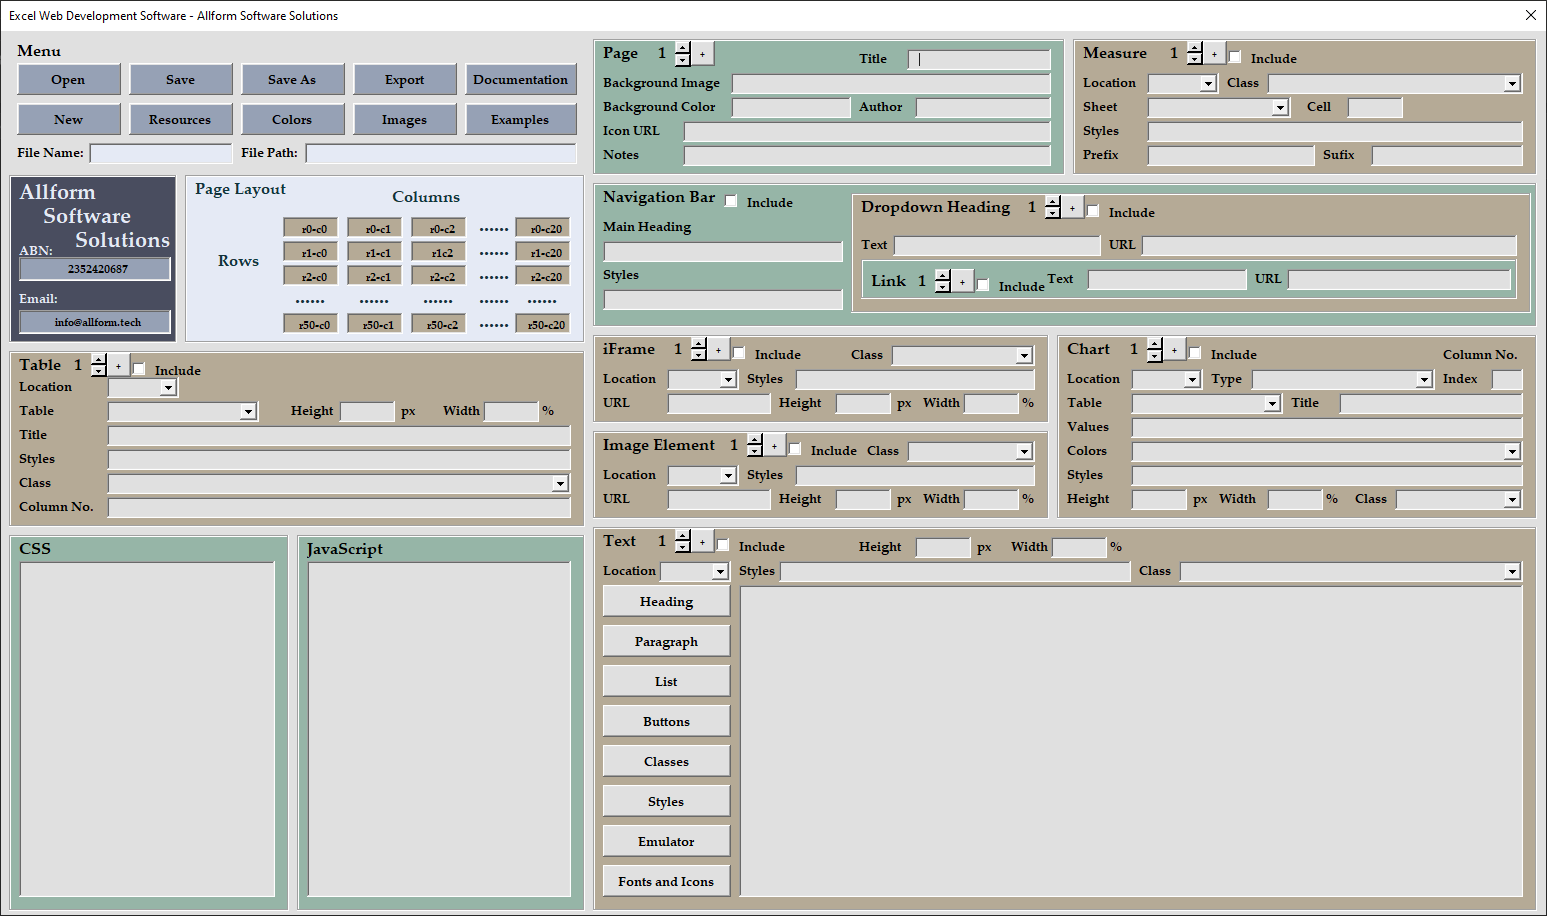 Excel Web Development Software - Allform Software Solutions
Menu
Open Save Save As Export Documentation
New Resources Colors Images Examples
File Name: File Path:
Allform
Software
Solutions
ABN:
2352420687
Email:
info@allform.tech
Page Layout
Columns
Rows
r0-c0 r0-c1 r0-c2 ...... r0-c20
r1-c0 r1-c1 r1c2 ...... r1-c20
r2-c0 r2-c1 r2-c2 ...... r2-c20
...... ...... ...... ...... ......
r50-c0 r50-c1 r50-c2 ...... r50-c20
Table 1 + Include
Location
Table Height px Width %
Title
Styles
Class
Column No.
CSS
JavaScript
Page 1 + Title
Background Image
Background Color Author
Icon URL
Notes
Measure 1 + Include
Location Class
Sheet Cell
Styles
Prefix Sufix
Navigation Bar Include
Main Heading
Styles
Dropdown Heading 1 + Include
Text URL
Link 1 + Include Text URL
iFrame 1 + Include Class
Location Styles
URL Height px Width %
Image Element 1 + Include Class
Location Styles
URL Height px Width %
Chart 1 + Include Column No.
Location Type Index
Table Title
Values
Colors
Styles
Height px Width % Class
Text 1 + Include Height px Width %
Location Styles Class
Heading
Paragraph
List
Buttons
Classes
Styles
Emulator
Fonts and Icons